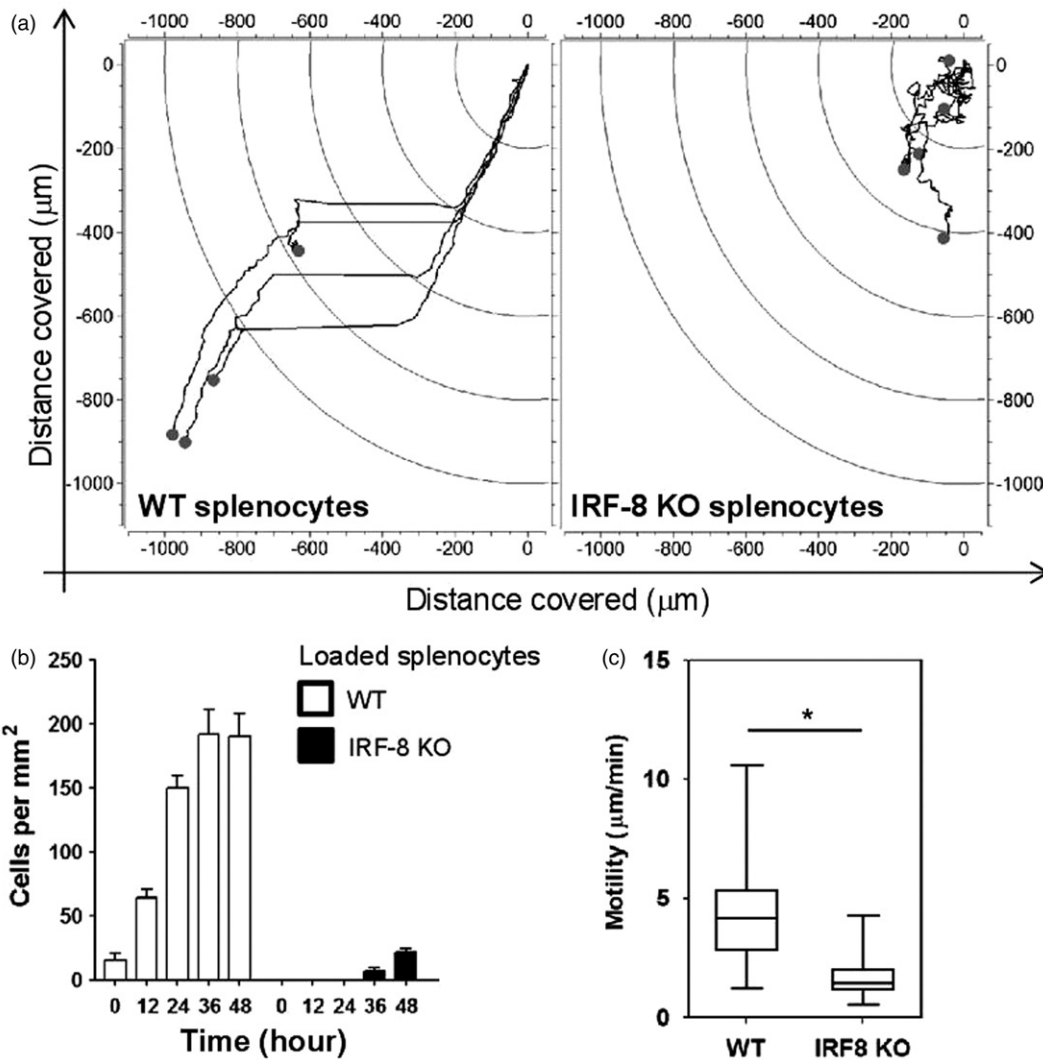 (a)
-1000 -800 -600 -400 -200 0
-1000 -800 -600 -400 -200 0
0
-200
-400
-600
-800
-1000
0
-200
-400
-600
-800
-1000
Distance covered (μm)
WT splenocytes
IRF-8 KO splenocytes
-1000 -800 -600 -400 -200 0
-1000 -800 -600 -400 -200 0
Distance covered (μm)
(b)
250
200
150
100
50
0
Cells per mm²
Loaded splenocytes
WT
IRF-8 KO
0 12 24 36 48 0 12 24 36 48
Time (hour)
(c)
15
10
5
0
Motility (μm/min)
*
WT IRF8 KO